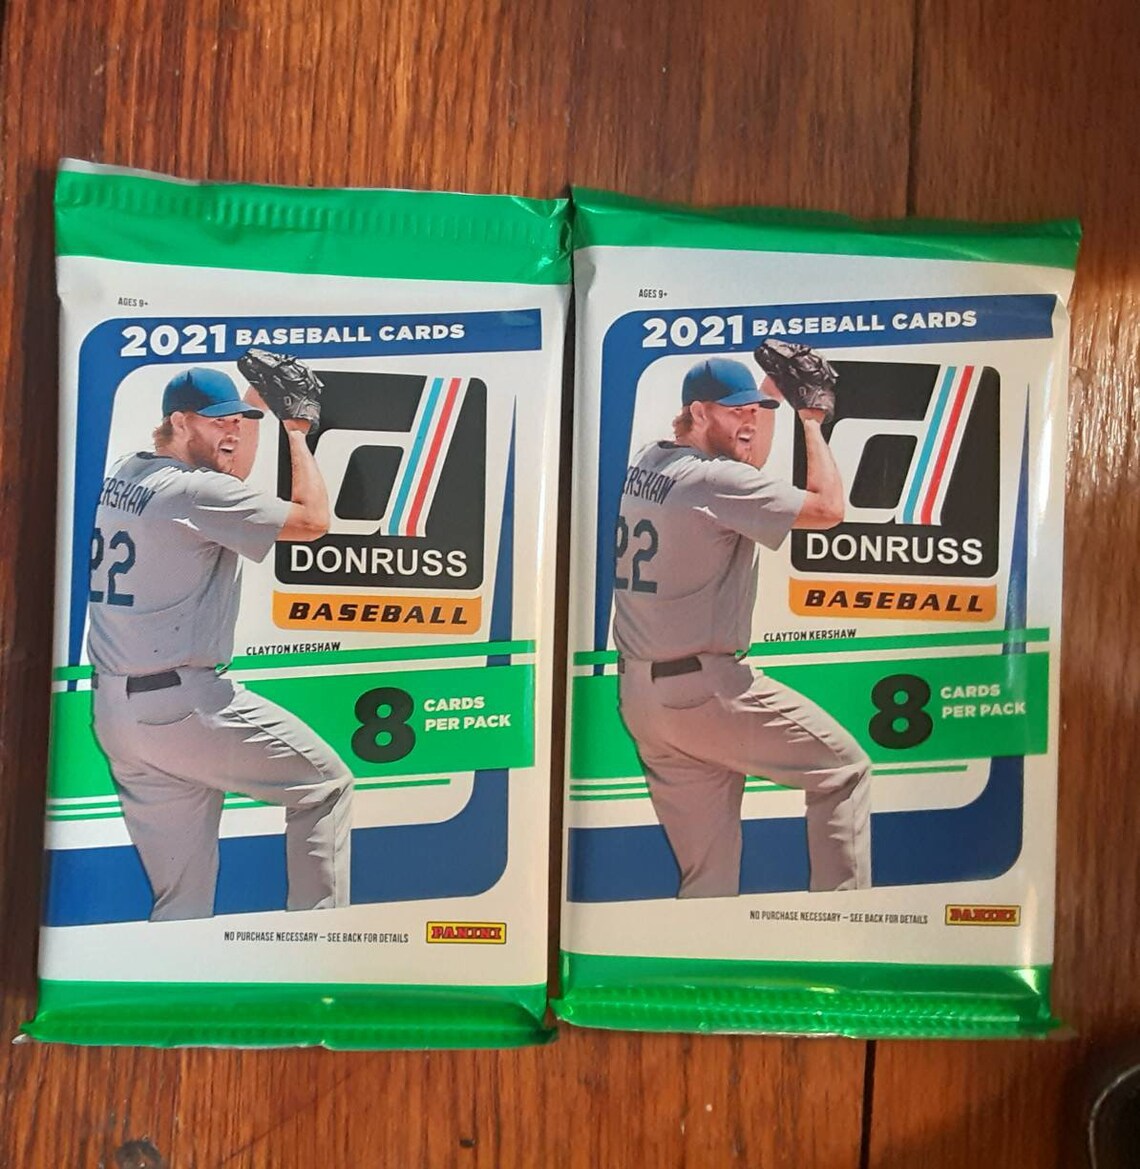 AGES 9+
2021 BASEBALL CARDS
ERSHAW
22
d
DONRUSS
BASEBALL
CLAYTON KERSHAW
8 CARDS
PER PACK
NO PURCHASE NECESSARY – SEE BACK FOR DETAILS
PANINI
AGES 9+
2021 BASEBALL CARDS
ERSHAW
22
d
DONRUSS
BASEBALL
CLAYTON KERSHAW
8 CARDS
PER PACK
NO PURCHASE NECESSARY – SEE BACK FOR DETAILS
PANINI